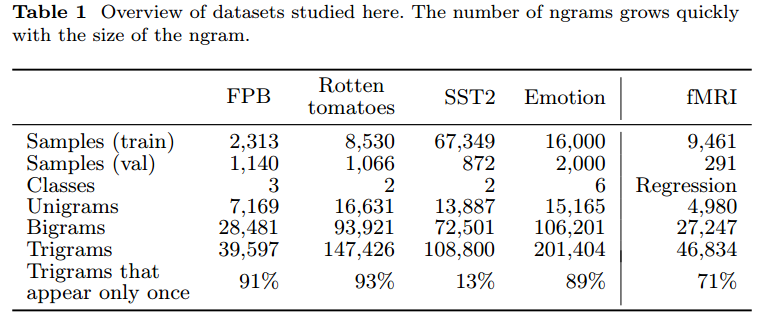 Table 1 Overview of datasets studied here. The number of ngrams grows quickly
with the size of the ngram.
FPB Rotten tomatoes SST2 Emotion fMRI
Samples (train) 2,313 8,530 67,349 16,000 9,461
Samples (val) 1,140 1,066 872 2,000 291
Classes 3 2 2 6 Regression
Unigrams 7,169 16,631 13,887 15,165 4,980
Bigrams 28,481 93,921 72,501 106,201 27,247
Trigrams 39,597 147,426 108,800 201,404 46,834
Trigrams that
appear only once 91% 93% 13% 89% 71%